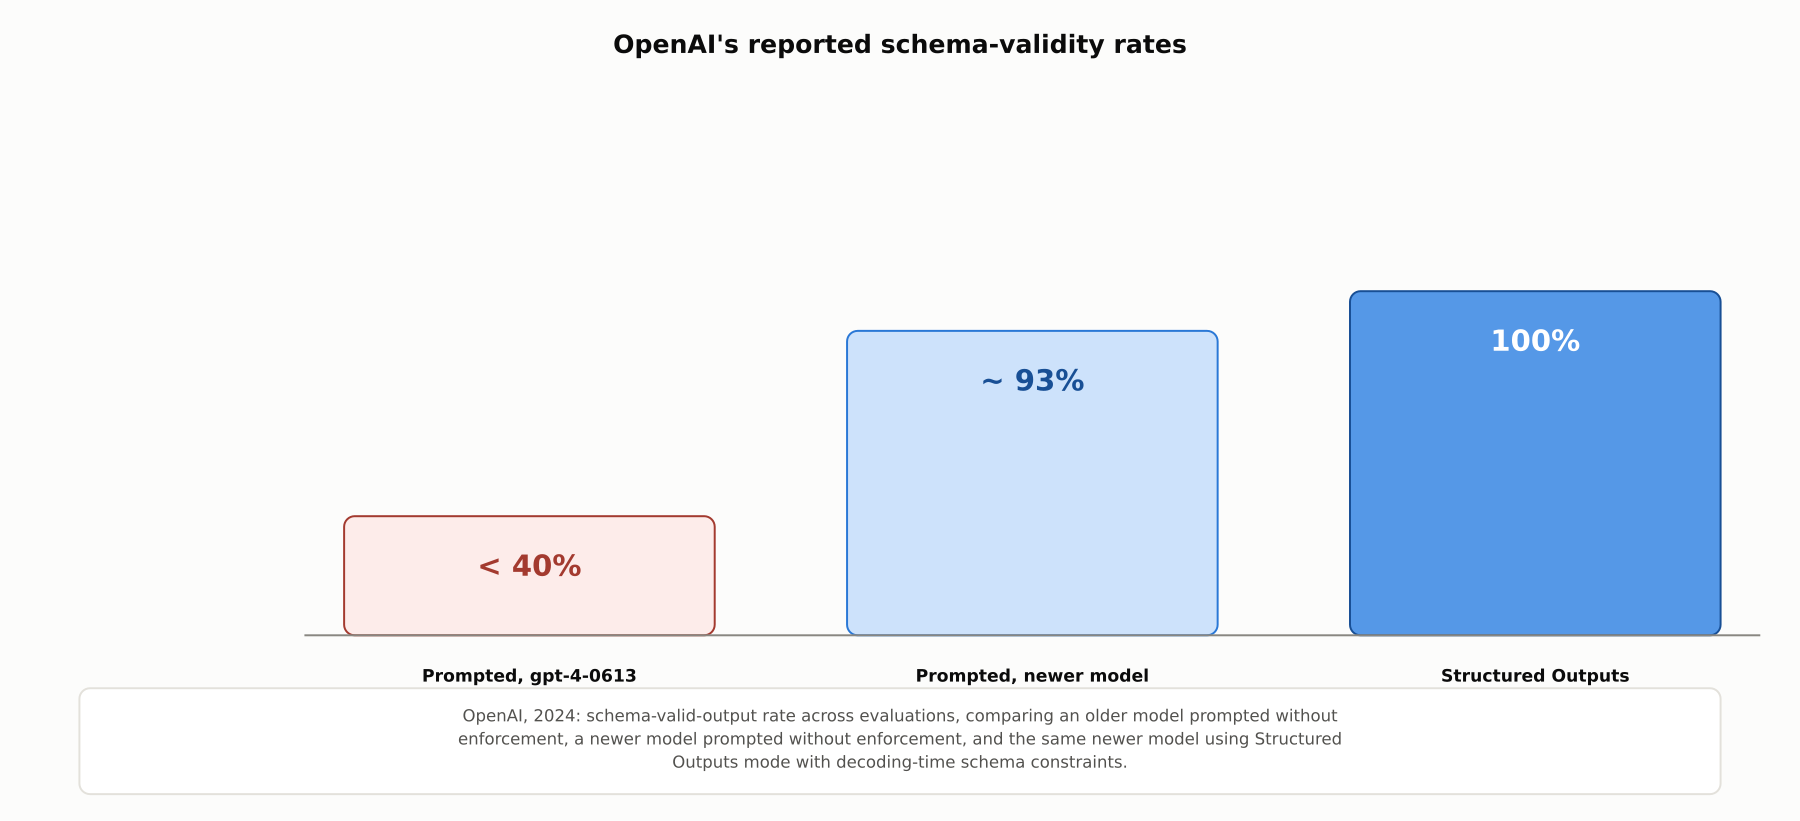 OpenAI's reported schema-validity rates
100%
~ 93%
< 40%
Prompted, gpt-4-0613
Prompted, newer model
Structured Outputs
OpenAI, 2024: schema-valid-output rate across evaluations, comparing an older model prompted without
enforcement, a newer model prompted without enforcement, and the same newer model using Structured
Outputs mode with decoding-time schema constraints.